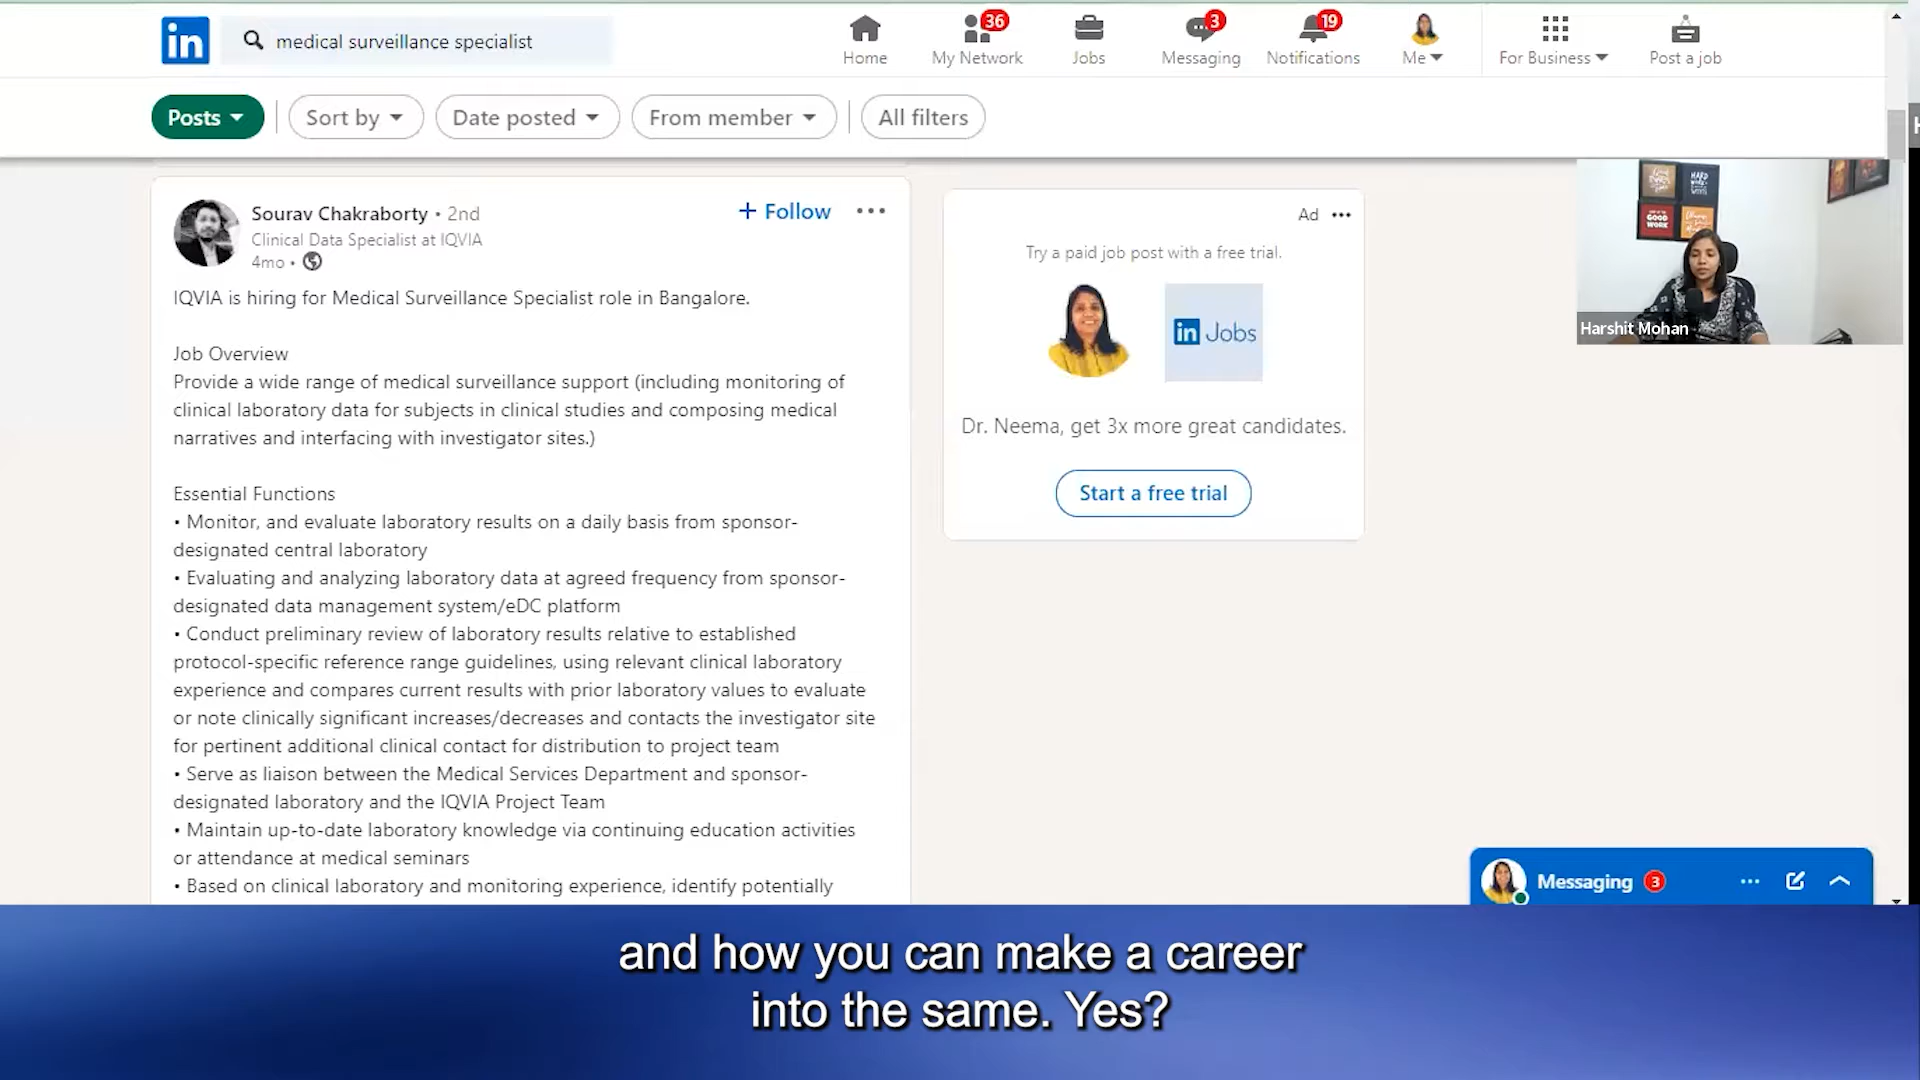 in
medical surveillance specialist
Home
36
My Network
Jobs
3
Messaging
19
Notifications
Me
For Business
Post a job
Posts
Sort by
Date posted
From member
All filters
Sourav Chakraborty • 2nd
Clinical Data Specialist at IQVIA
4mo •
+ Follow
IQVIA is hiring for Medical Surveillance Specialist role in Bangalore.
Job Overview
Provide a wide range of medical surveillance support (including monitoring of
clinical laboratory data for subjects in clinical studies and composing medical
narratives and interfacing with investigator sites.)
Essential Functions
• Monitor, and evaluate laboratory results on a daily basis from sponsor-
designated central laboratory
• Evaluating and analyzing laboratory data at agreed frequency from sponsor-
designated data management system/eDC platform
• Conduct preliminary review of laboratory results relative to established
protocol-specific reference range guidelines, using relevant clinical laboratory
experience and compares current results with prior laboratory values to evaluate
or note clinically significant increases/decreases and contacts the investigator site
for pertinent additional clinical contact for distribution to project team
• Serve as liaison between the Medical Services Department and sponsor-
designated laboratory and the IQVIA Project Team
• Maintain up-to-date laboratory knowledge via continuing education activities
or attendance at medical seminars
• Based on clinical laboratory and monitoring experience, identify potentially
Ad
Try a paid job post with a free trial.
in Jobs
Dr. Neema, get 3x more great candidates.
Start a free trial
HARD
GOOD
WORK
Harshit Mohan
Messaging 3
and how you can make a career
into the same. Yes?